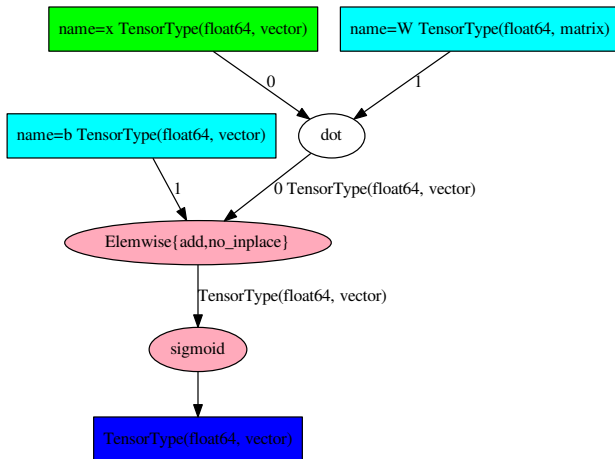 name=x TensorType(float64, vector)
name=W TensorType(float64, matrix)
0
1
name=b TensorType(float64, vector)
dot
1
0 TensorType(float64, vector)
Elemwise{add,no_inplace}
TensorType(float64, vector)
sigmoid
TensorType(float64, vector)